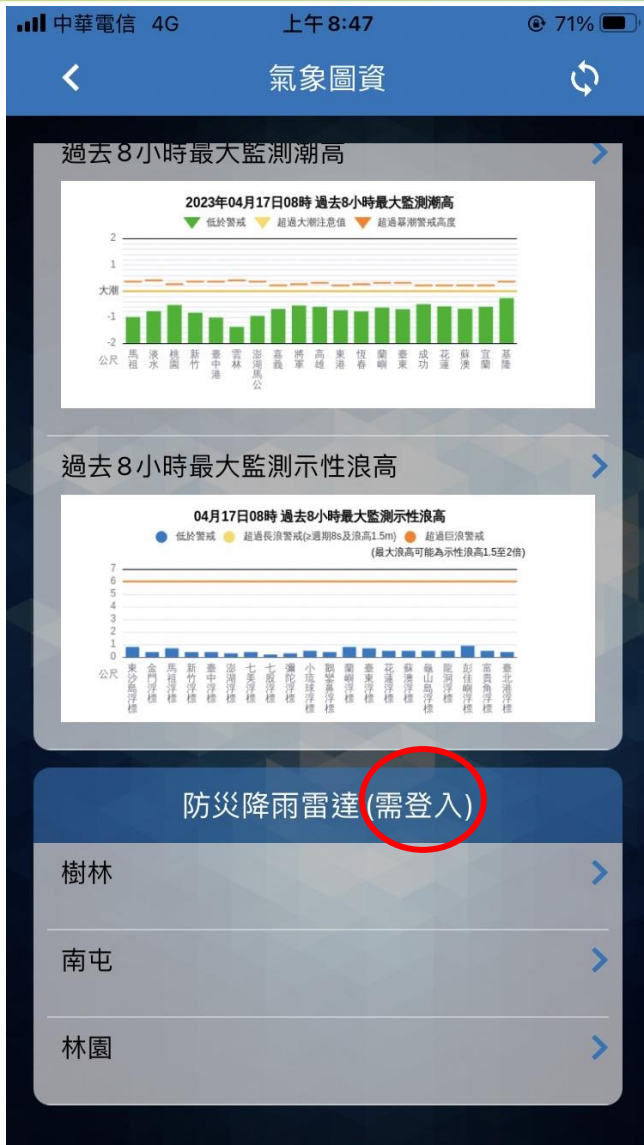 中華電信 4G 上午8:47 71%
氣象圖資
過去8小時最大監測潮高
2023年04月17日08時 過去8小時最大監測潮高
低於警戒 超過大潮注意值 超過暴潮警戒高度
2
1
大潮
-1
-2
公尺 馬祖 淡水 桃園 新竹 臺中港 雲林 澎湖馬公 嘉義 將軍 高雄 東港 恆春 蘭嶼 臺東 成功 花蓮 蘇澳 宜蘭 基隆
過去8小時最大監測示性浪高
04月17日08時 過去8小時最大監測示性浪高
低於警戒 超過長浪警戒(≥週期8s及浪高1.5m) 超過巨浪警戒
(最大浪高可能為示性浪高1.5至2倍)
7
6
5
4
3
2
1
0
公尺 東沙島浮標 金門浮標 馬祖浮標 新竹浮標 臺中浮標 澎湖浮標 七美浮標 七股浮標 彌陀浮標 小琉球浮標 鵝鑾鼻浮標 蘭嶼浮標 臺東浮標 花蓮浮標 蘇澳浮標 龜山島浮標 龍洞浮標 彭佳嶼浮標 富貴角浮標 臺北港浮標
防災降雨雷達(需登入)
樹林
南屯
林園